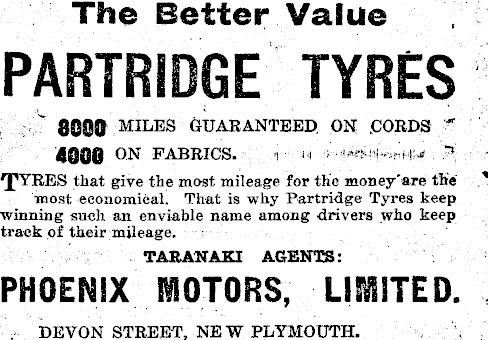 The Better Value
PARTRIDGE TYRES
8000 MILES GUARANTEED ON CORDS
4000 ON FABRICS.
TYRES that give the most mileage for the money are the
most economical. That is why Partridge Tyres keep
winning such an enviable name among drivers who keep
track of their mileage.
TARANAKI AGENTS:
PHOENIX MOTORS, LIMITED.
DEVON STREET, NEW PLYMOUTH.